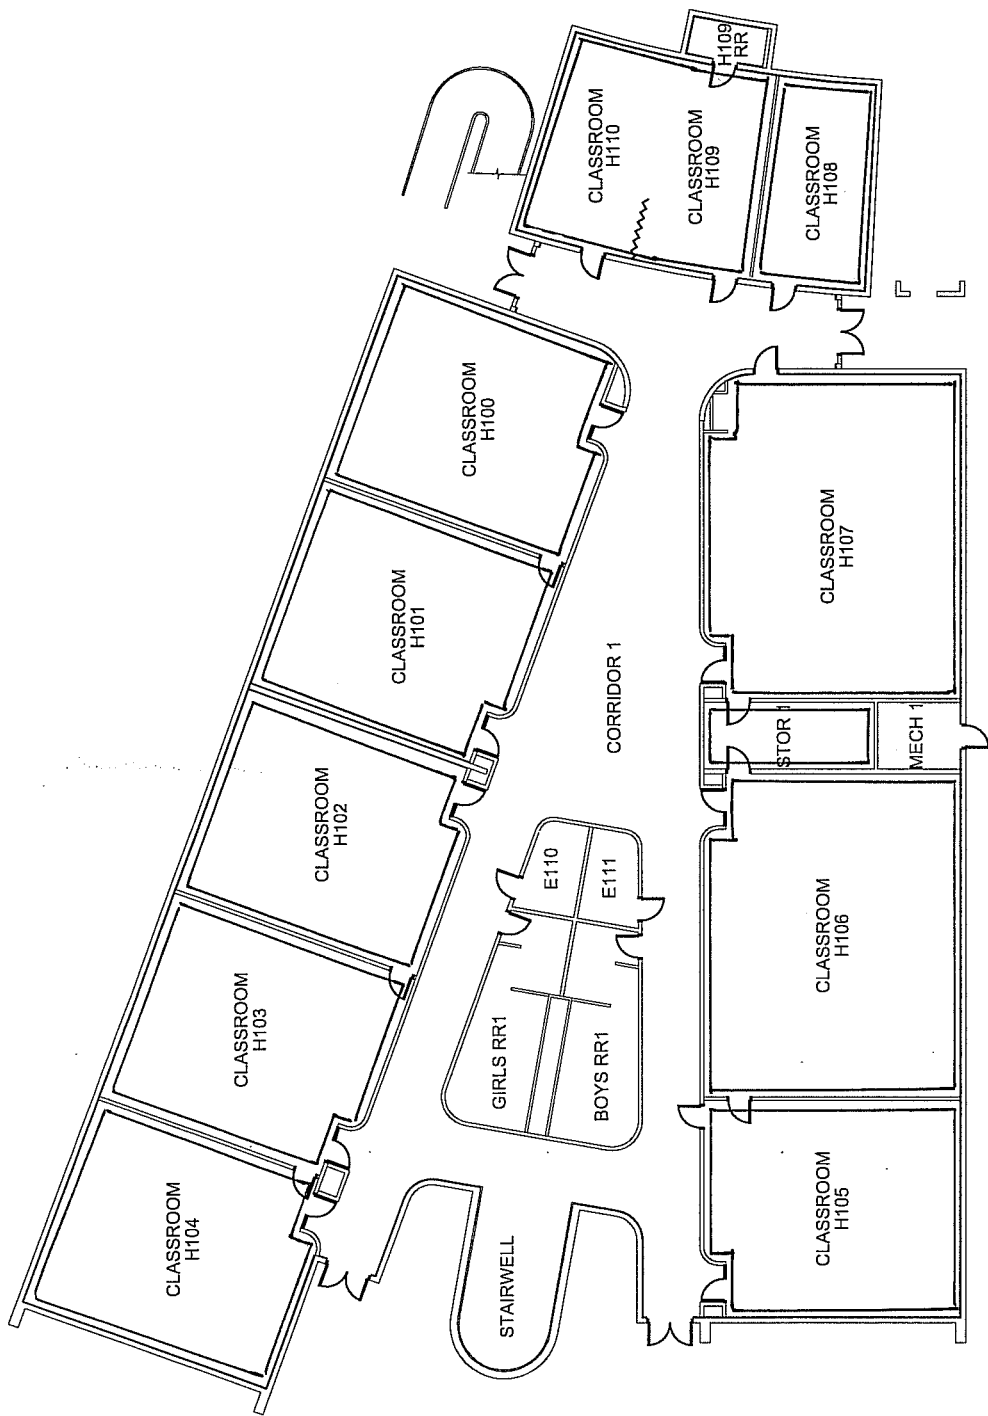 H109
RR
CLASSROOM
H110
CLASSROOM
H109
CLASSROOM
H108
CLASSROOM
H100
CLASSROOM
H101
CLASSROOM
H107
CORRIDOR 1
STOR 1
MECH 1
CLASSROOM
H102
E110
E111
CLASSROOM
H106
CLASSROOM
H103
GIRLS RR1
BOYS RR1
CLASSROOM
H104
STAIRWELL
CLASSROOM
H105